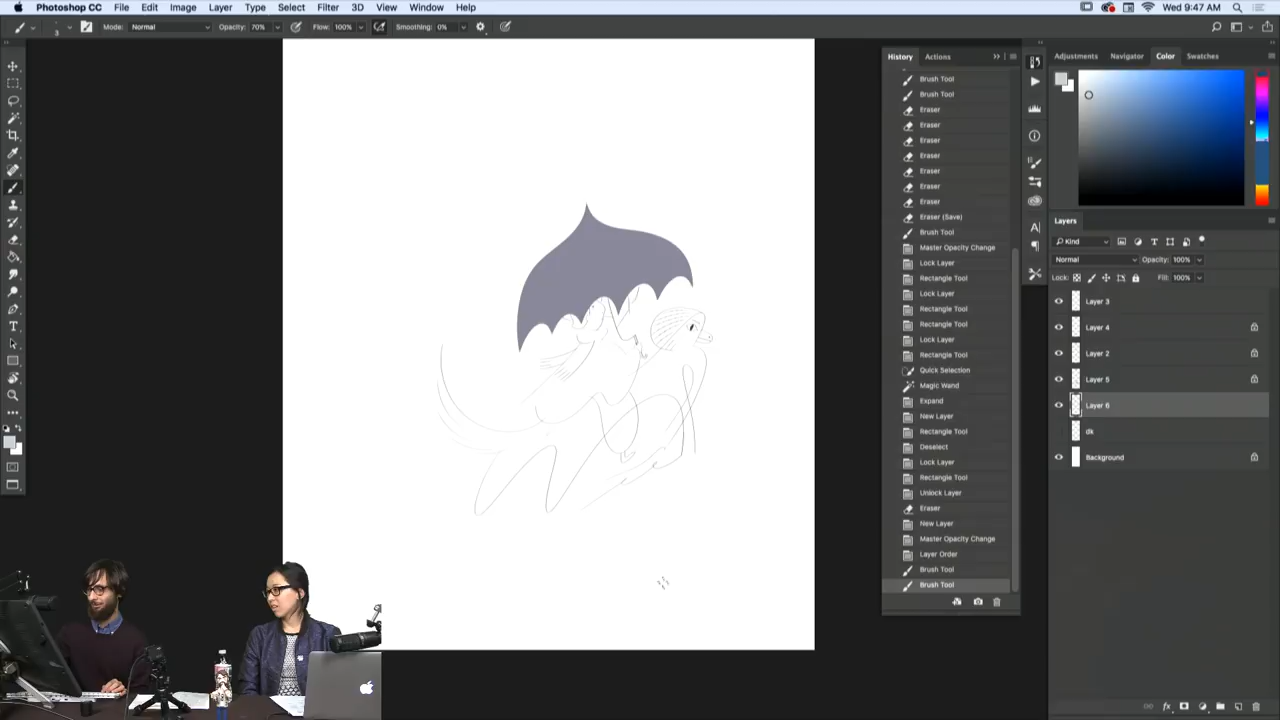 Photoshop CC File Edit Image Layer Type Select Filter 3D View Window Help Wed 9:47 AM
3 Mode: Normal Opacity: 70% Flow: 100% Smoothing: 0%
History Actions
Brush Tool
Brush Tool
Eraser
Eraser
Eraser
Eraser
Eraser
Eraser
Eraser
Eraser (Save)
Brush Tool
Master Opacity Change
Lock Layer
Rectangle Tool
Lock Layer
Rectangle Tool
Rectangle Tool
Lock Layer
Rectangle Tool
Quick Selection
Magic Wand
Expand
New Layer
Rectangle Tool
Deselect
Lock Layer
Rectangle Tool
Unlock Layer
Eraser
New Layer
Master Opacity Change
Layer Order
Brush Tool
Brush Tool
Adjustments Navigator Color Swatches
Layers
Kind
Normal Opacity: 100%
Lock: Fill: 100%
Layer 3
Layer 4
Layer 2
Layer 5
Layer 6
dk
Background